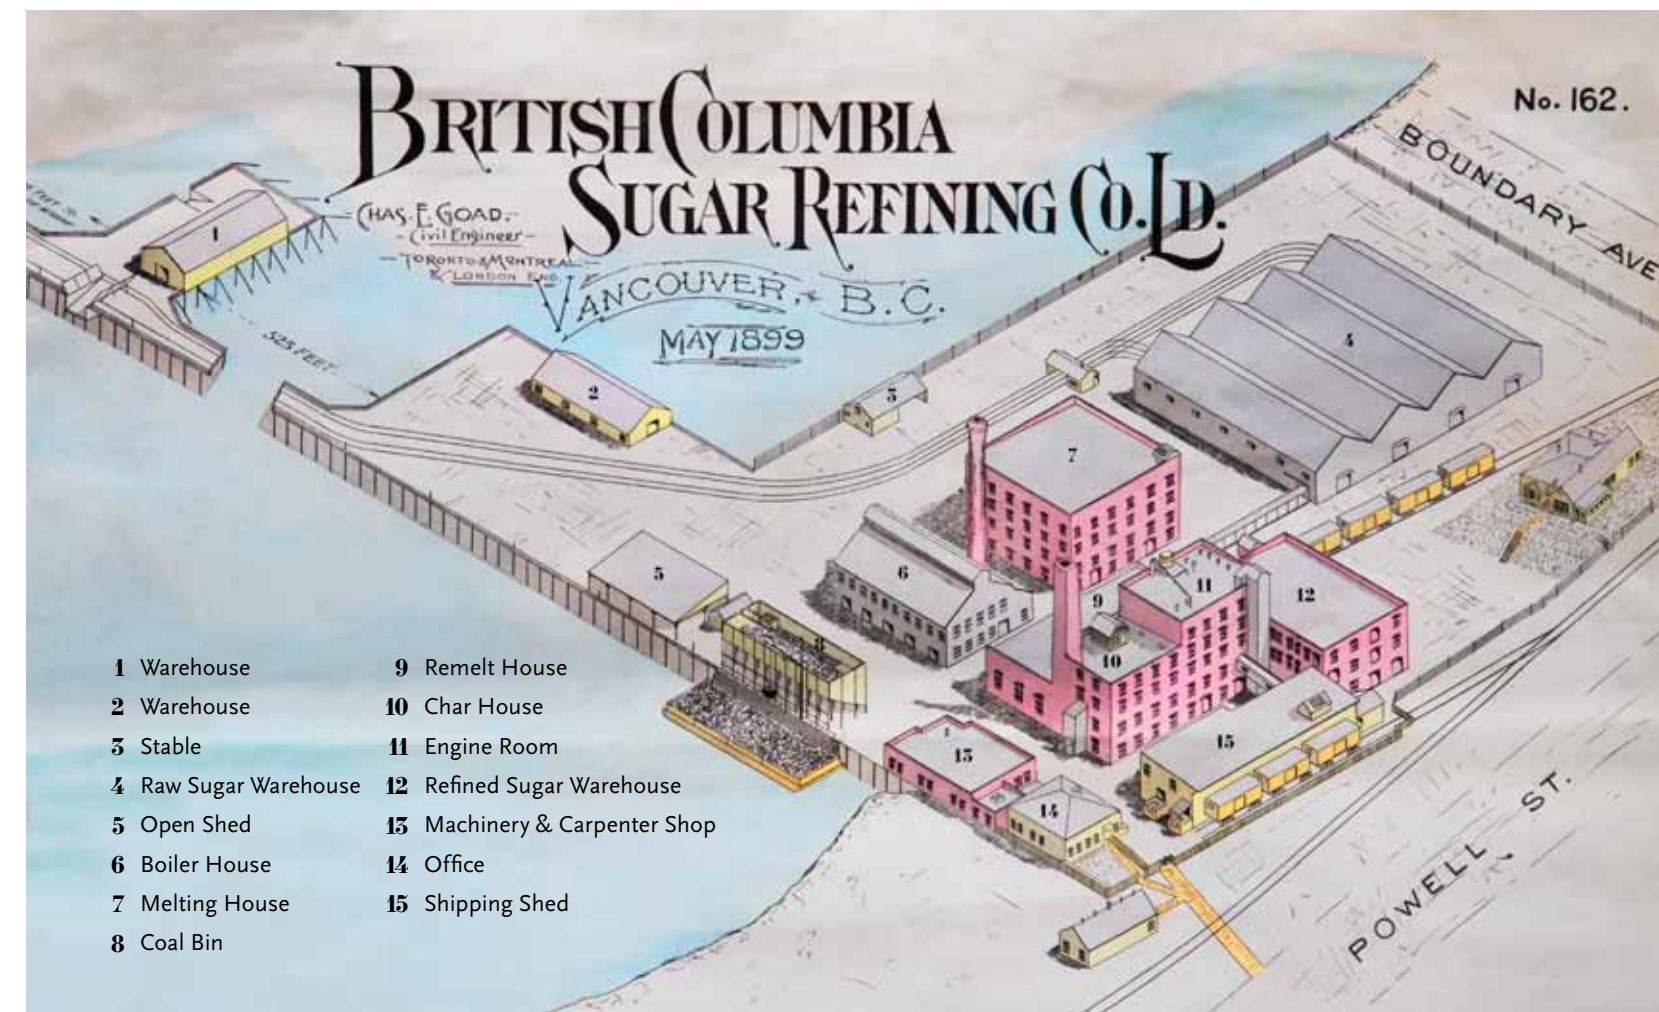 No. 162.
BRITISH COLUMBIA
SUGAR REFINING CO. LD.
CHAS. E. GOAD,
Civil Engineer
TORONTO & MONTREAL
& LONDON ENG.
VANCOUVER, B.C.
MAY 1899
BOUNDARY AVE
FEET TO
525 FEET
1
2
3
4
5
6
7
8
9
10
11
12
13
14
15
POWELL ST.
1 Warehouse
2 Warehouse
3 Stable
4 Raw Sugar Warehouse
5 Open Shed
6 Boiler House
7 Melting House
8 Coal Bin
9 Remelt House
10 Char House
11 Engine Room
12 Refined Sugar Warehouse
13 Machinery & Carpenter Shop
14 Office
15 Shipping Shed